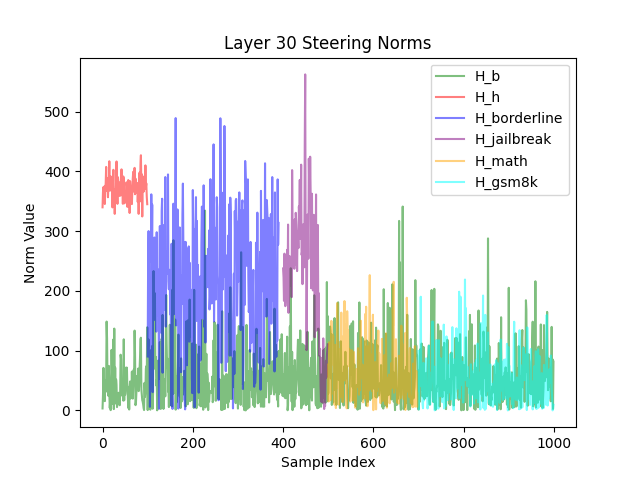 Layer 30 Steering Norms
H_b
H_h
H_borderline
H_jailbreak
H_math
H_gsm8k
Norm Value
500
400
300
200
100
0
0
200
400
600
800
1000
Sample Index